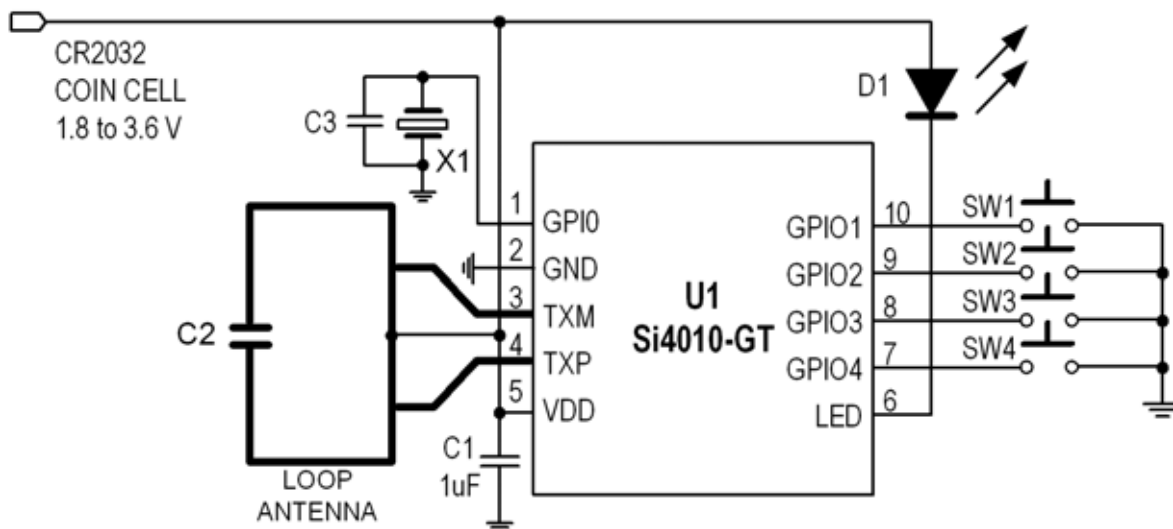 CR2032
COIN CELL
1.8 to 3.6 V
C3
X1
D1
1
GPI0
2
GND
3
TXM
4
TXP
5
VDD
U1
Si4010-GT
GPIO1
10
GPIO2
9
GPIO3
8
GPIO4
7
LED
6
SW1
SW2
SW3
SW4
C2
C1
1uF
LOOP
ANTENNA